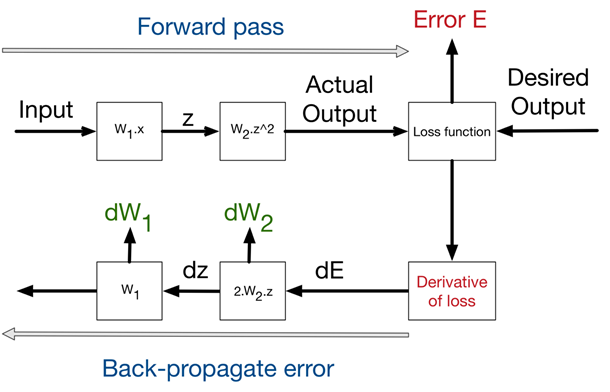 Forward pass
Error E
Input
W1.x
z
W2.z^2
Actual
Output
Loss function
Desired
Output
dW1
dW2
W1
dz
2.W2.z
dE
Derivative
of loss
Back-propagate error